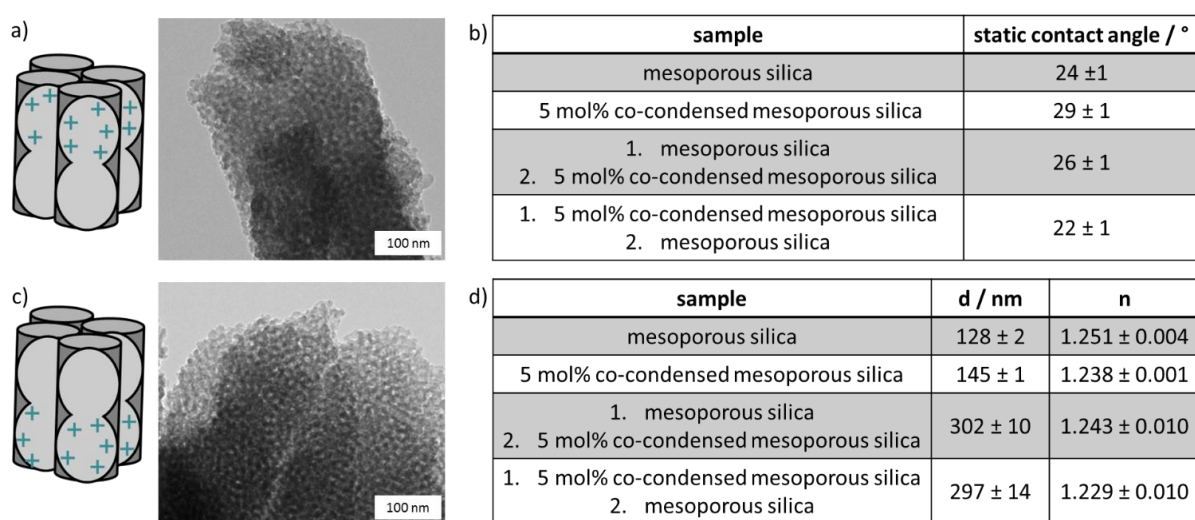 a)
+ + + + + + + + +
100 nm
b)
sample static contact angle / °
mesoporous silica 24 ±1
5 mol% co-condensed mesoporous silica 29 ± 1
1. mesoporous silica
2. 5 mol% co-condensed mesoporous silica
26 ± 1
1. 5 mol% co-condensed mesoporous silica
2. mesoporous silica
22 ± 1
c)
100 nm
d)
sample d / nm n
mesoporous silica 128 ± 2 1.251 ± 0.004
5 mol% co-condensed mesoporous silica 145 ± 1 1.238 ± 0.001
1. mesoporous silica
2. 5 mol% co-condensed mesoporous silica
302 ± 10 1.243 ± 0.010
1. 5 mol% co-condensed mesoporous silica
2. mesoporous silica
297 ± 14 1.229 ± 0.010